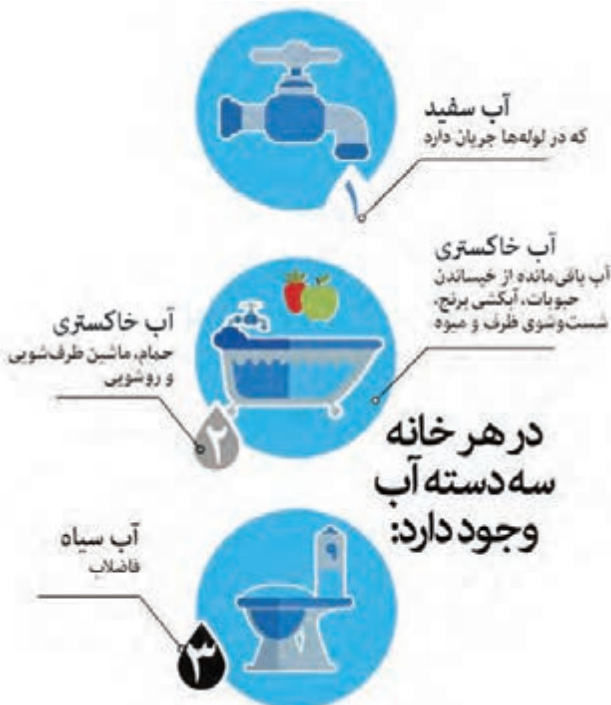 آب سفید
که در لوله‌ها جریان دارد
۱
آب خاکستری
آب باقی‌مانده از خیساندن
حبوبات، آبکشی برنج،
شست‌وشوی ظرف و میوه
آب خاکستری
حمام، ماشین ظرف‌شویی
و روشویی
۲
در هر خانه
سه دسته آب
وجود دارد:
آب سیاه
فاضلاب
۳